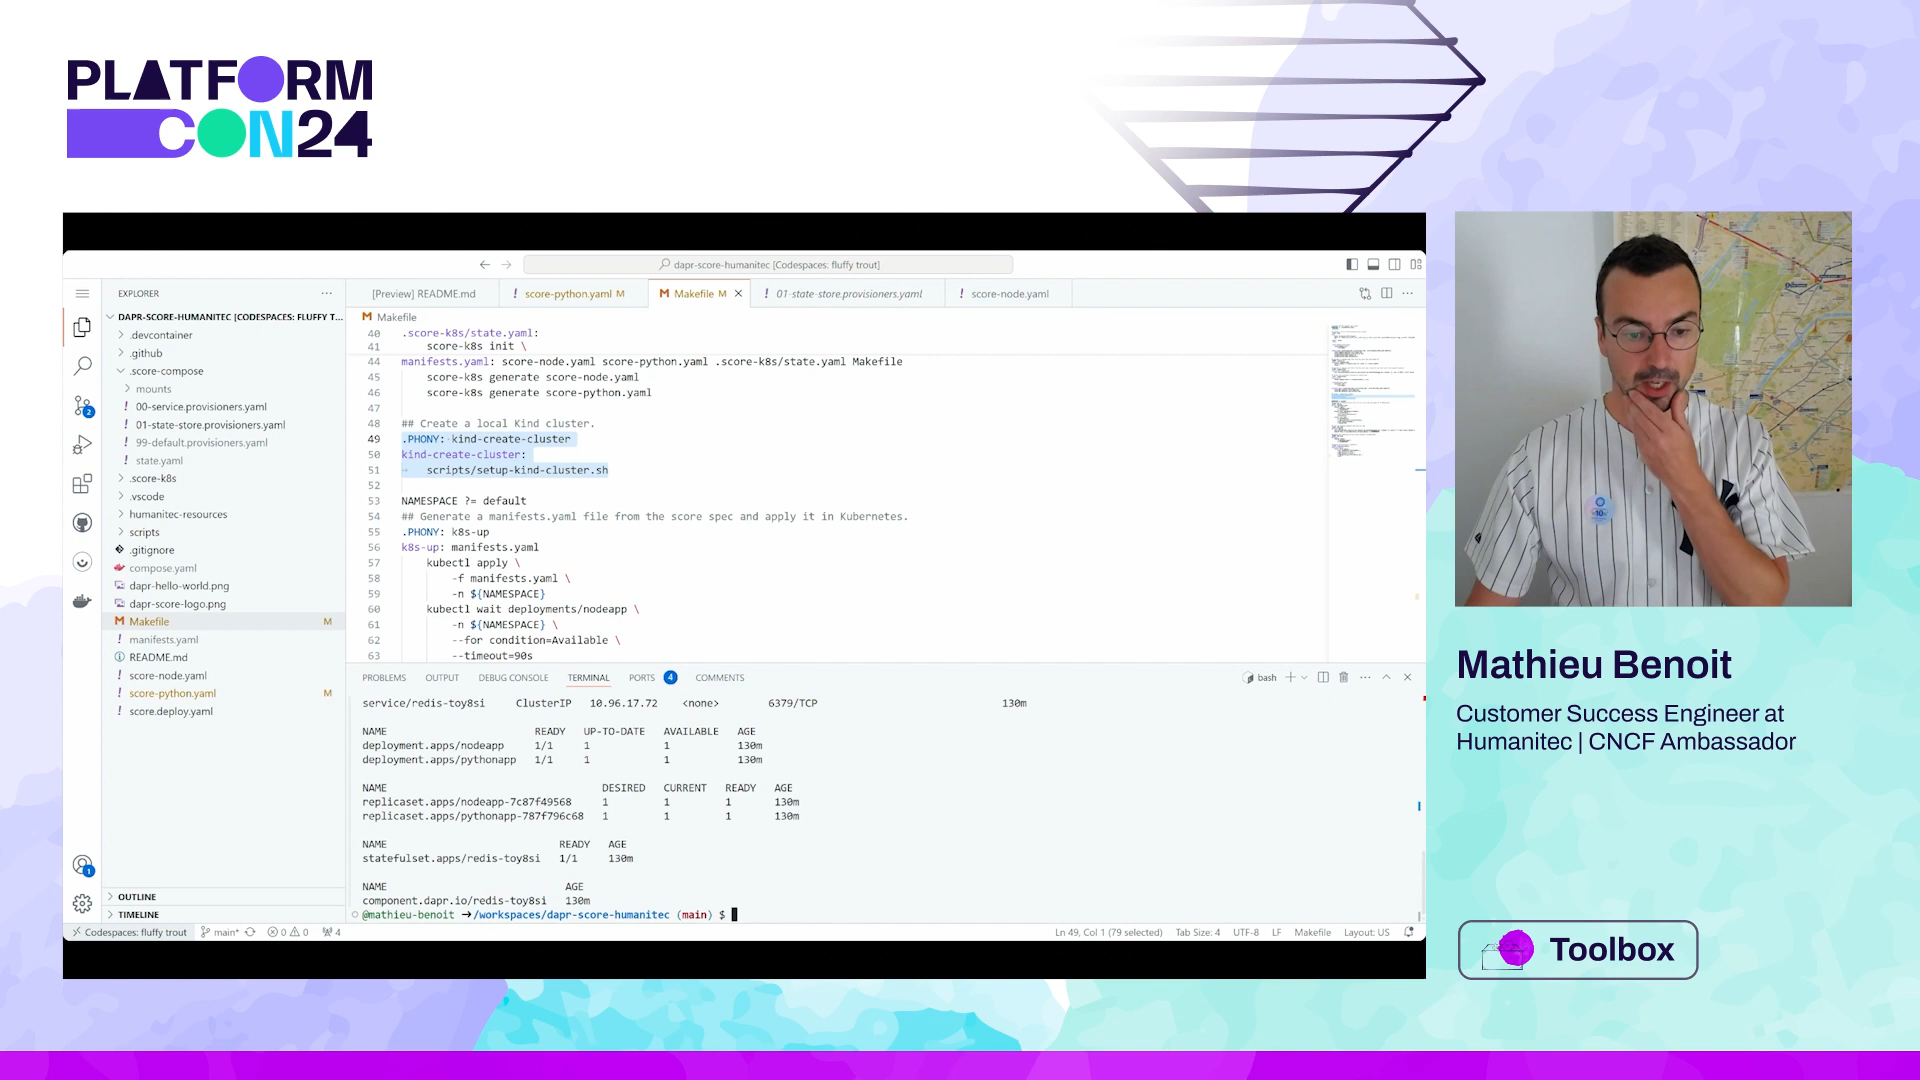 PLATFORM
CON24
dapr-score-humanitec [Codespaces: fluffy trout]
EXPLORER
DAPR-SCORE-HUMANITEC [CODESPACES: FLUFFY T...
.devcontainer
.github
.score-compose
mounts
00-service.provisioners.yaml
01-state-store.provisioners.yaml
99-default.provisioners.yaml
state.yaml
.score-k8s
.vscode
humanitec-resources
scripts
.gitignore
compose.yaml
dapr-hello-world.png
dapr-score-logo.png
Makefile M
manifests.yaml
README.md
score-node.yaml
score-python.yaml M
score.deploy.yaml
OUTLINE
TIMELINE
[Preview] README.md
score-python.yaml M
Makefile M
01-state-store.provisioners.yaml
score-node.yaml
Makefile
40 .score-k8s/state.yaml:
41 score-k8s init \
44 manifests.yaml: score-node.yaml score-python.yaml .score-k8s/state.yaml Makefile
45 score-k8s generate score-node.yaml
46 score-k8s generate score-python.yaml
47
48 ## Create a local Kind cluster.
49 .PHONY: kind-create-cluster
50 kind-create-cluster:
51 scripts/setup-kind-cluster.sh
52
53 NAMESPACE ?= default
54 ## Generate a manifests.yaml file from the score spec and apply it in Kubernetes.
55 .PHONY: k8s-up
56 k8s-up: manifests.yaml
57 kubectl apply \
58 -f manifests.yaml \
59 -n ${NAMESPACE}
60 kubectl wait deployments/nodeapp \
61 -n ${NAMESPACE} \
62 --for condition=Available \
63 --timeout=90s
PROBLEMS OUTPUT DEBUG CONSOLE TERMINAL PORTS 4 COMMENTS
bash
service/redis-toy8si ClusterIP 10.96.17.72 <none> 6379/TCP 130m
NAME READY UP-TO-DATE AVAILABLE AGE
deployment.apps/nodeapp 1/1 1 1 130m
deployment.apps/pythonapp 1/1 1 1 130m
NAME DESIRED CURRENT READY AGE
replicaset.apps/nodeapp-7c87f49568 1 1 1 130m
replicaset.apps/pythonapp-787f796c68 1 1 1 130m
NAME READY AGE
statefulset.apps/redis-toy8si 1/1 130m
NAME AGE
component.dapr.io/redis-toy8si 130m
@mathieu-benoit → /workspaces/dapr-score-humanitec (main) $
Codespaces: fluffy trout main* 0 0 4
Ln 49, Col 1 (79 selected) Tab Size: 4 UTF-8 LF Makefile Layout: US
Mathieu Benoit
Customer Success Engineer at
Humanitec | CNCF Ambassador
Toolbox